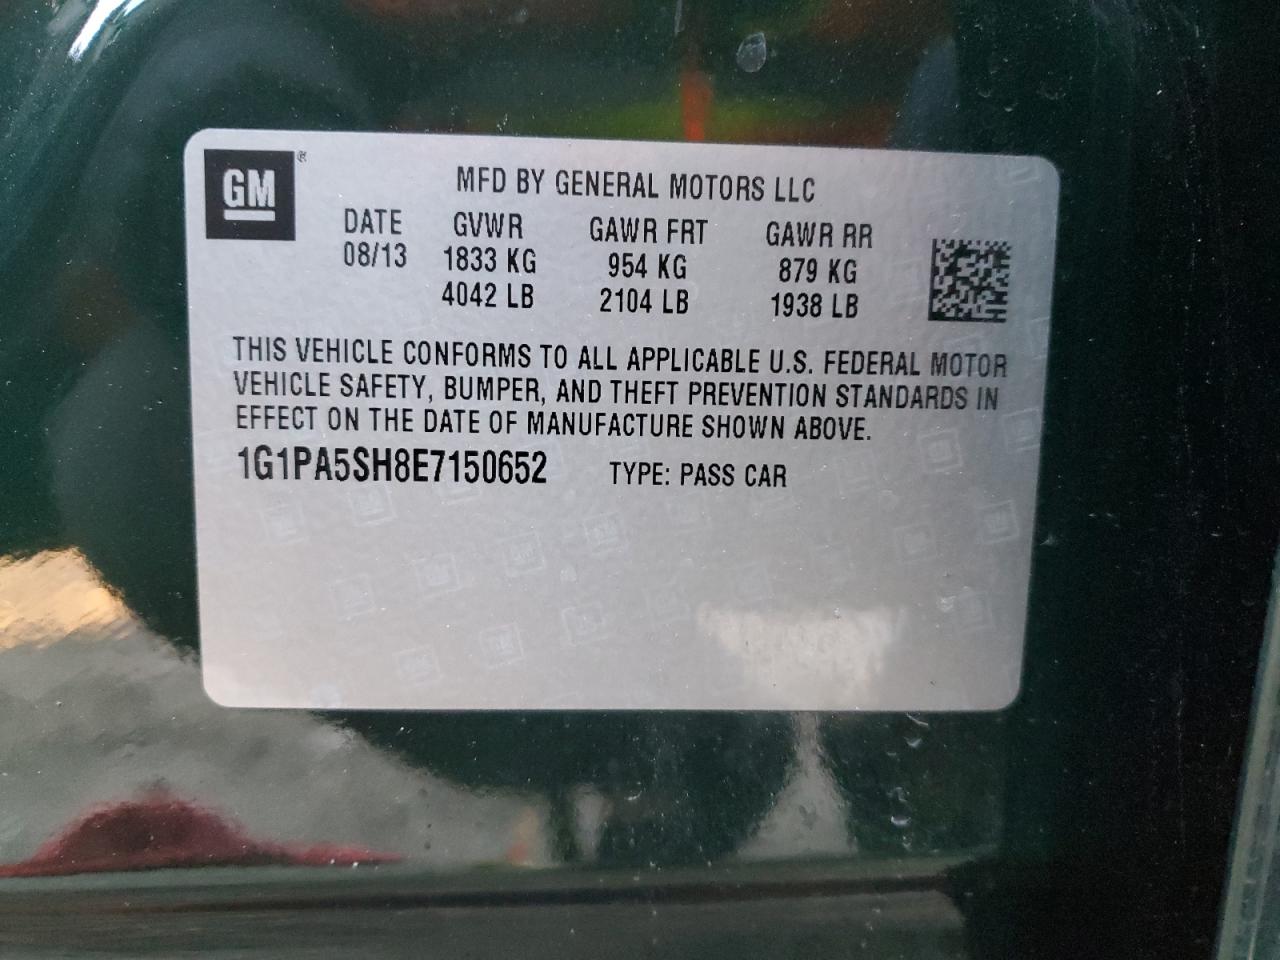 GM
MFD BY GENERAL MOTORS LLC
DATE GVWR GAWR FRT GAWR RR
08/13 1833 KG 954 KG 879 KG
4042 LB 2104 LB 1938 LB
THIS VEHICLE CONFORMS TO ALL APPLICABLE U.S. FEDERAL MOTOR
VEHICLE SAFETY, BUMPER, AND THEFT PREVENTION STANDARDS IN
EFFECT ON THE DATE OF MANUFACTURE SHOWN ABOVE.
1G1PA5SH8E7150652 TYPE: PASS CAR